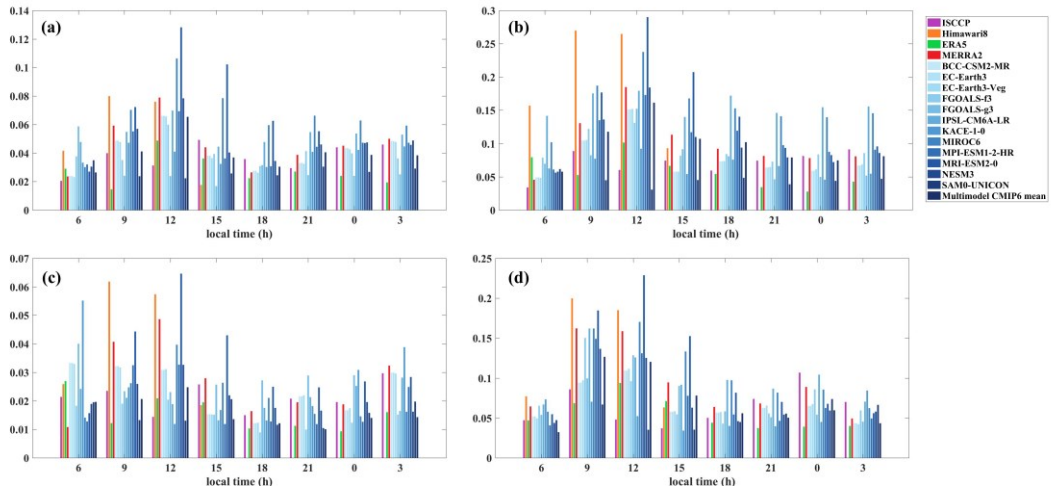 (a)
0.14
0.12
0.1
0.08
0.06
0.04
0.02
0
6 9 12 15 18 21 0 3
local time (h)
(b)
0.3
0.25
0.2
0.15
0.1
0.05
0
6 9 12 15 18 21 0 3
local time (h)
ISCCP
Himawari8
ERA5
MERRA2
BCC-CSM2-MR
EC-Earth3
EC-Earth3-Veg
FGOALS-f3
FGOALS-g3
IPSL-CM6A-LR
KACE-1-0
MIROC6
MPI-ESM1-2-HR
MRI-ESM2-0
NESM3
SAM0-UNICON
Multimodel CMIP6 mean
(c)
0.07
0.06
0.05
0.04
0.03
0.02
0.01
0
6 9 12 15 18 21 0 3
local time (h)
(d)
0.25
0.2
0.15
0.1
0.05
0
6 9 12 15 18 21 0 3
local time (h)